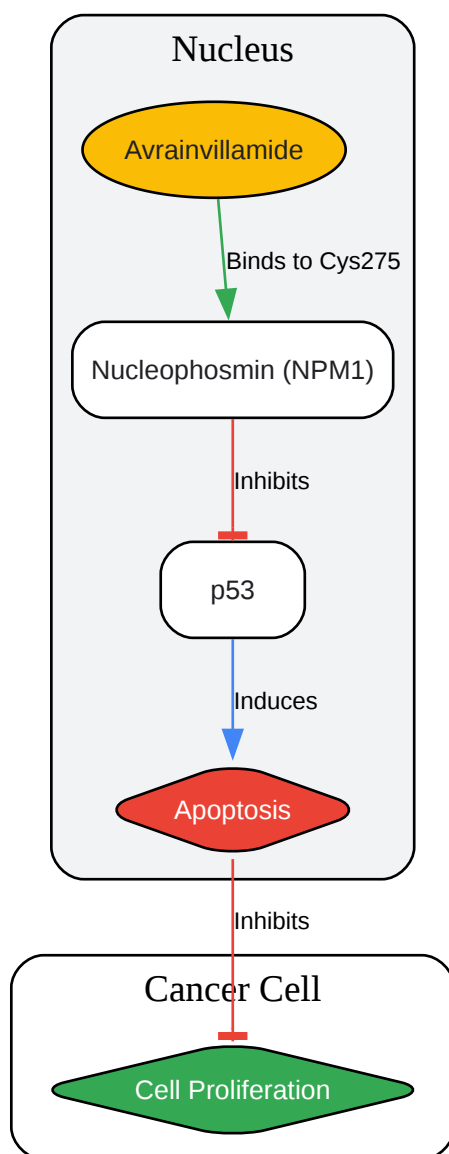 Nucleus
Avrainvillamide
Binds to Cys275
Nucleophosmin (NPM1)
Inhibits
p53
Induces
Apoptosis
Inhibits
Cancer Cell
Cell Proliferation